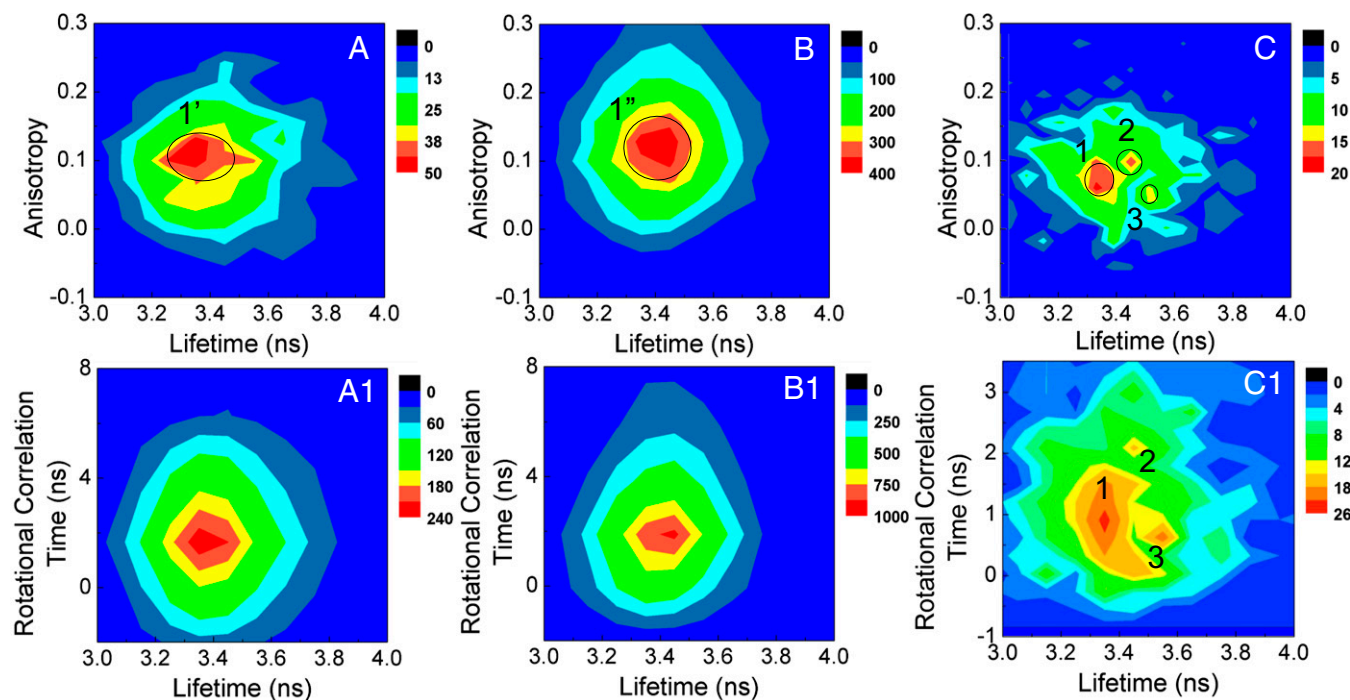 A
1'
Anisotropy
0.3
0.2
0.1
0.0
-0.1
3.0 3.2 3.4 3.6 3.8 4.0
Lifetime (ns)
0
13
25
38
50
B
1”
Anisotropy
0.3
0.2
0.1
0.0
-0.1
3.0 3.2 3.4 3.6 3.8 4.0
Lifetime (ns)
0
100
200
300
400
C
1
2
3
Anisotropy
0.3
0.2
0.1
0.0
-0.1
3.0 3.2 3.4 3.6 3.8 4.0
Lifetime (ns)
0
5
10
15
20
A1
Rotational Correlation
Time (ns)
8
4
0
3.0 3.2 3.4 3.6 3.8 4.0
Lifetime (ns)
0
60
120
180
240
B1
Rotational Correlation
Time (ns)
8
4
0
3.0 3.2 3.4 3.6 3.8 4.0
Lifetime (ns)
0
250
500
750
1000
C1
1
2
3
Rotational Correlation
Time (ns)
3
2
1
0
-1
3.0 3.2 3.4 3.6 3.8 4.0
Lifetime (ns)
0
4
8
12
18
26